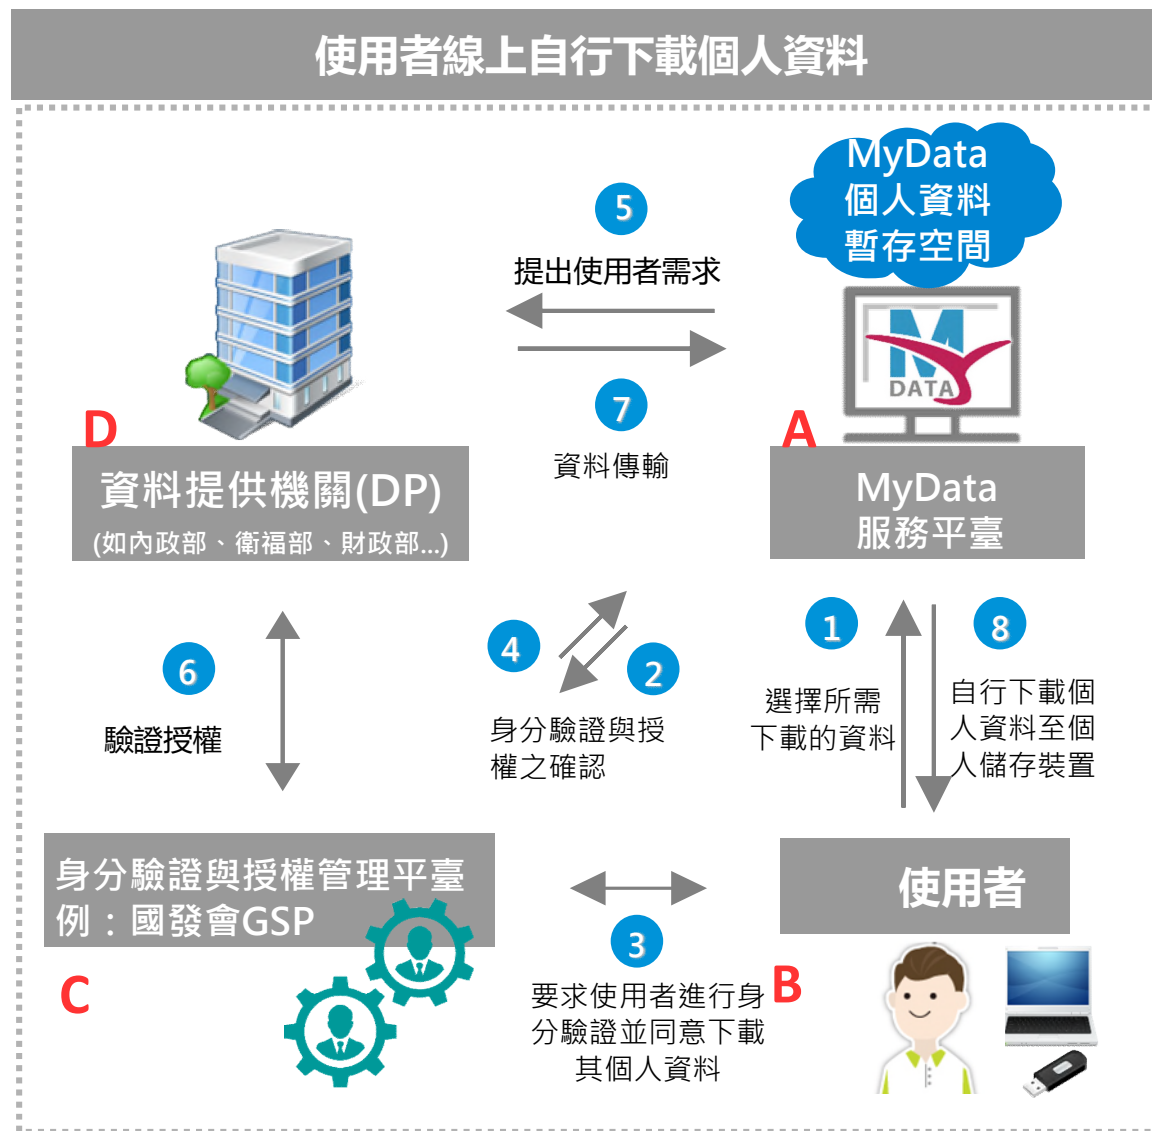 使用者線上自行下載個人資料
MyData
個人資料
暫存空間
5
提出使用者需求
M
DATA
7
資料傳輸
D
資料提供機關(DP)
(如內政部、衛福部、財政部...)
A
MyData
服務平臺
6
驗證授權
4
2
身分驗證與授
權之確認
1
選擇所需
下載的資料
8
自行下載個
人資料至個
人儲存裝置
身分驗證與授權管理平臺
例：國發會GSP
C
3
要求使用者進行身
分驗證並同意下載
其個人資料
使用者
B